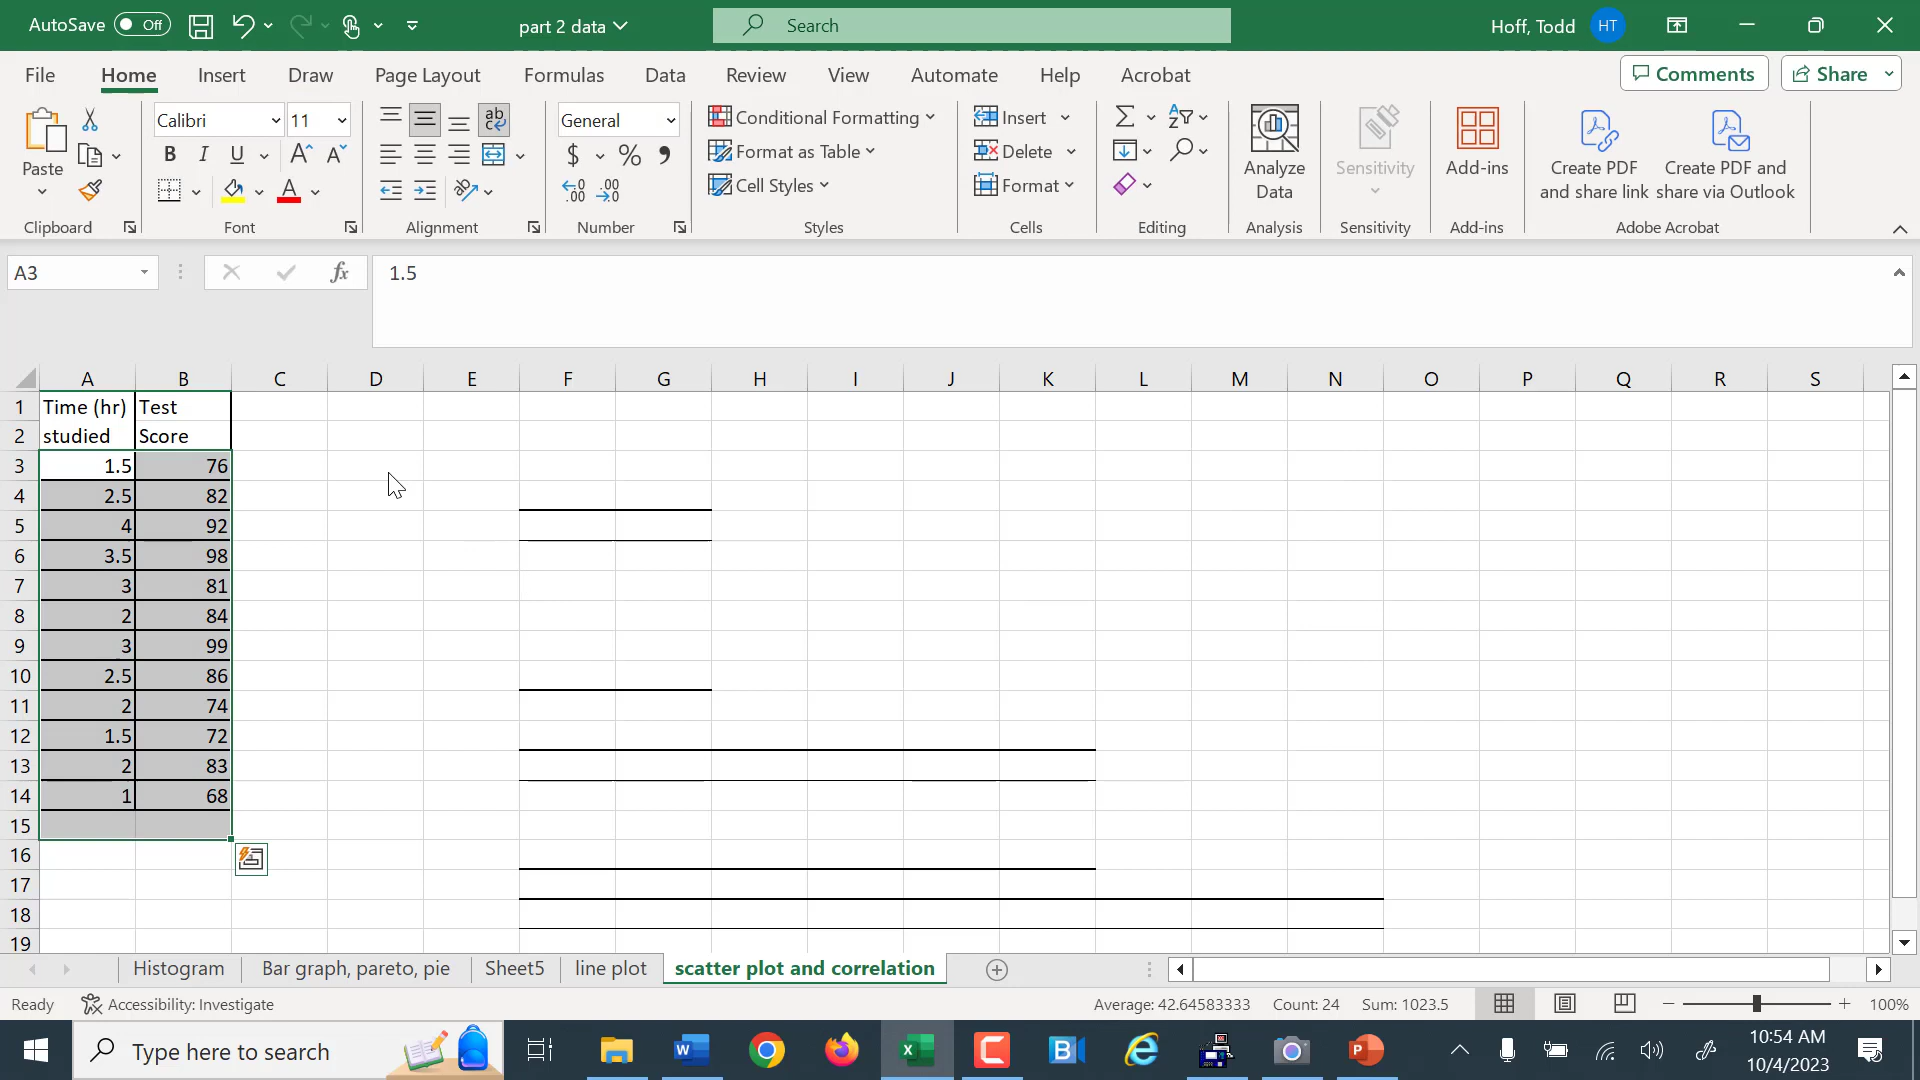 AutoSave Off part 2 data Search Hoff, Todd HT
File Home Insert Draw Page Layout Formulas Data Review View Automate Help Acrobat Comments Share
Paste
Calibri 11
B I U A A
A
ab
General
$ % 9
.00 .00
Conditional Formatting
Format as Table
Cell Styles
Insert
Delete
Format
Analyze
Data
Sensitivity
Add-ins
Create PDF
and share link
Create PDF and
share via Outlook
Clipboard Font Alignment Number Styles Cells Editing Analysis Sensitivity Add-ins Adobe Acrobat
A3 fx 1.5
A B C D E F G H I J K L M N O P Q R S
1 Time (hr) Test
2 studied Score
3 1.5 76
4 2.5 82
5 4 92
6 3.5 98
7 3 81
8 2 84
9 3 99
10 2.5 86
11 2 74
12 1.5 72
13 2 83
14 1 68
15
16
17
18
19
Histogram Bar graph, pareto, pie Sheet5 line plot scatter plot and correlation
Ready Accessibility: Investigate Average: 42.64583333 Count: 24 Sum: 1023.5 100%
Type here to search
10:54 AM
10/4/2023